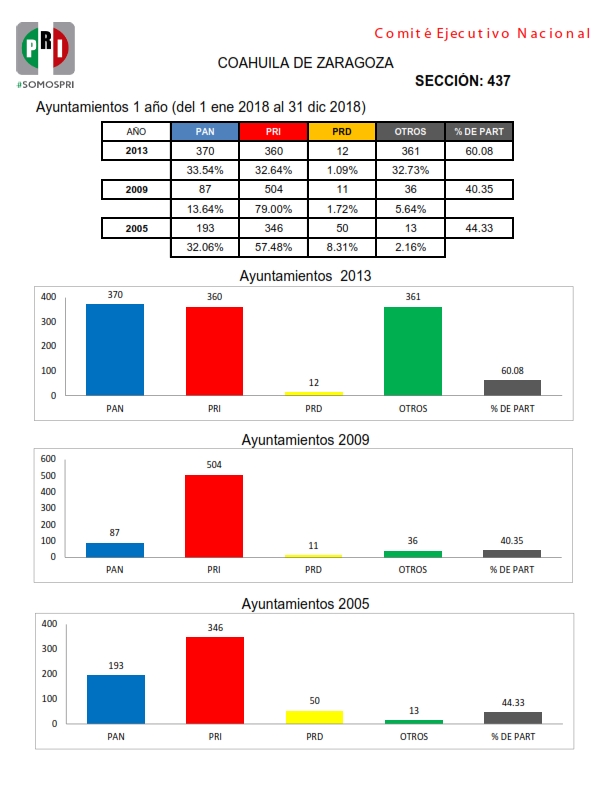 Comité Ejecutivo Nacional
PRI
#SOMOSPRI
COAHUILA DE ZARAGOZA
SECCIÓN: 437
Ayuntamientos 1 año (del 1 ene 2018 al 31 dic 2018)
AÑO PAN PRI PRD OTROS % DE PART
2013 370 360 12 361 60.08
33.54% 32.64% 1.09% 32.73%
2009 87 504 11 36 40.35
13.64% 79.00% 1.72% 5.64%
2005 193 346 50 13 44.33
32.06% 57.48% 8.31% 2.16%
Ayuntamientos 2013
400
300
200
100
0
370 360 12 361 60.08
PAN PRI PRD OTROS % DE PART
Ayuntamientos 2009
600
500
400
300
200
100
0
87 504 11 36 40.35
PAN PRI PRD OTROS % DE PART
Ayuntamientos 2005
400
300
200
100
0
193 346 50 13 44.33
PAN PRI PRD OTROS % DE PART